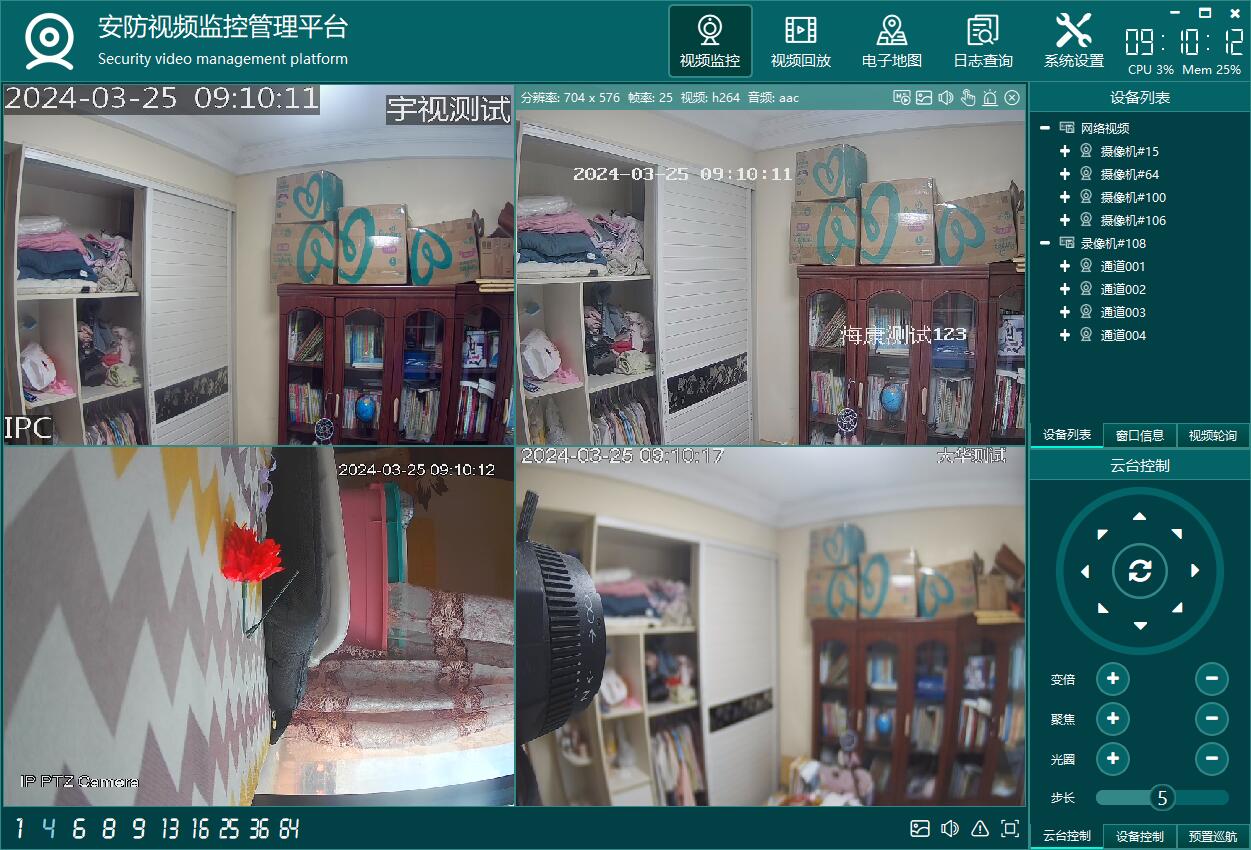 安防视频监控管理平台
Security video management platform
视频监控
视频回放
电子地图
日志查询
系统设置
09:10:12
CPU 3% Mem 25%
2024-03-25 09:10:11
宇视测试
IPC
分辨率: 704 x 576 帧率: 25 视频: h264 音频: aac
2024-03-25 09:10:11
海康测试123
2024-03-25 09:10:12
IP PTZ Camera
2024-03-25 09:10:17
大华测试
设备列表
网络视频
摄像机#15
摄像机#64
摄像机#100
摄像机#106
录像机#108
通道001
通道002
通道003
通道004
设备列表
窗口信息
视频轮询
云台控制
变倍
聚焦
光圈
步长
5
云台控制
设备控制
预置巡航
1 4 6 8 9 13 16 25 36 64